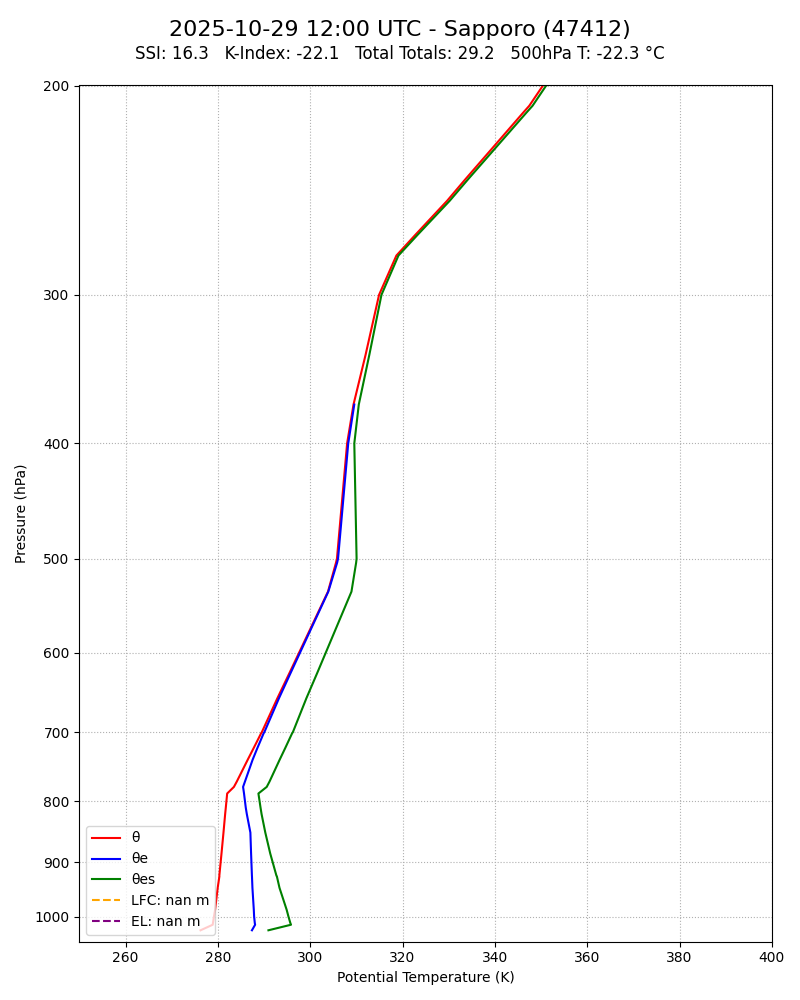 2025-10-29 12:00 UTC - Sapporo (47412)
SSI: 16.3   K-Index: -22.1   Total Totals: 29.2   500hPa T: -22.3 °C
200
300
400
500
600
700
800
900
1000
Pressure (hPa)
θ
θe
θes
LFC: nan m
EL: nan m
260 280 300 320 340 360 380 400
Potential Temperature (K)